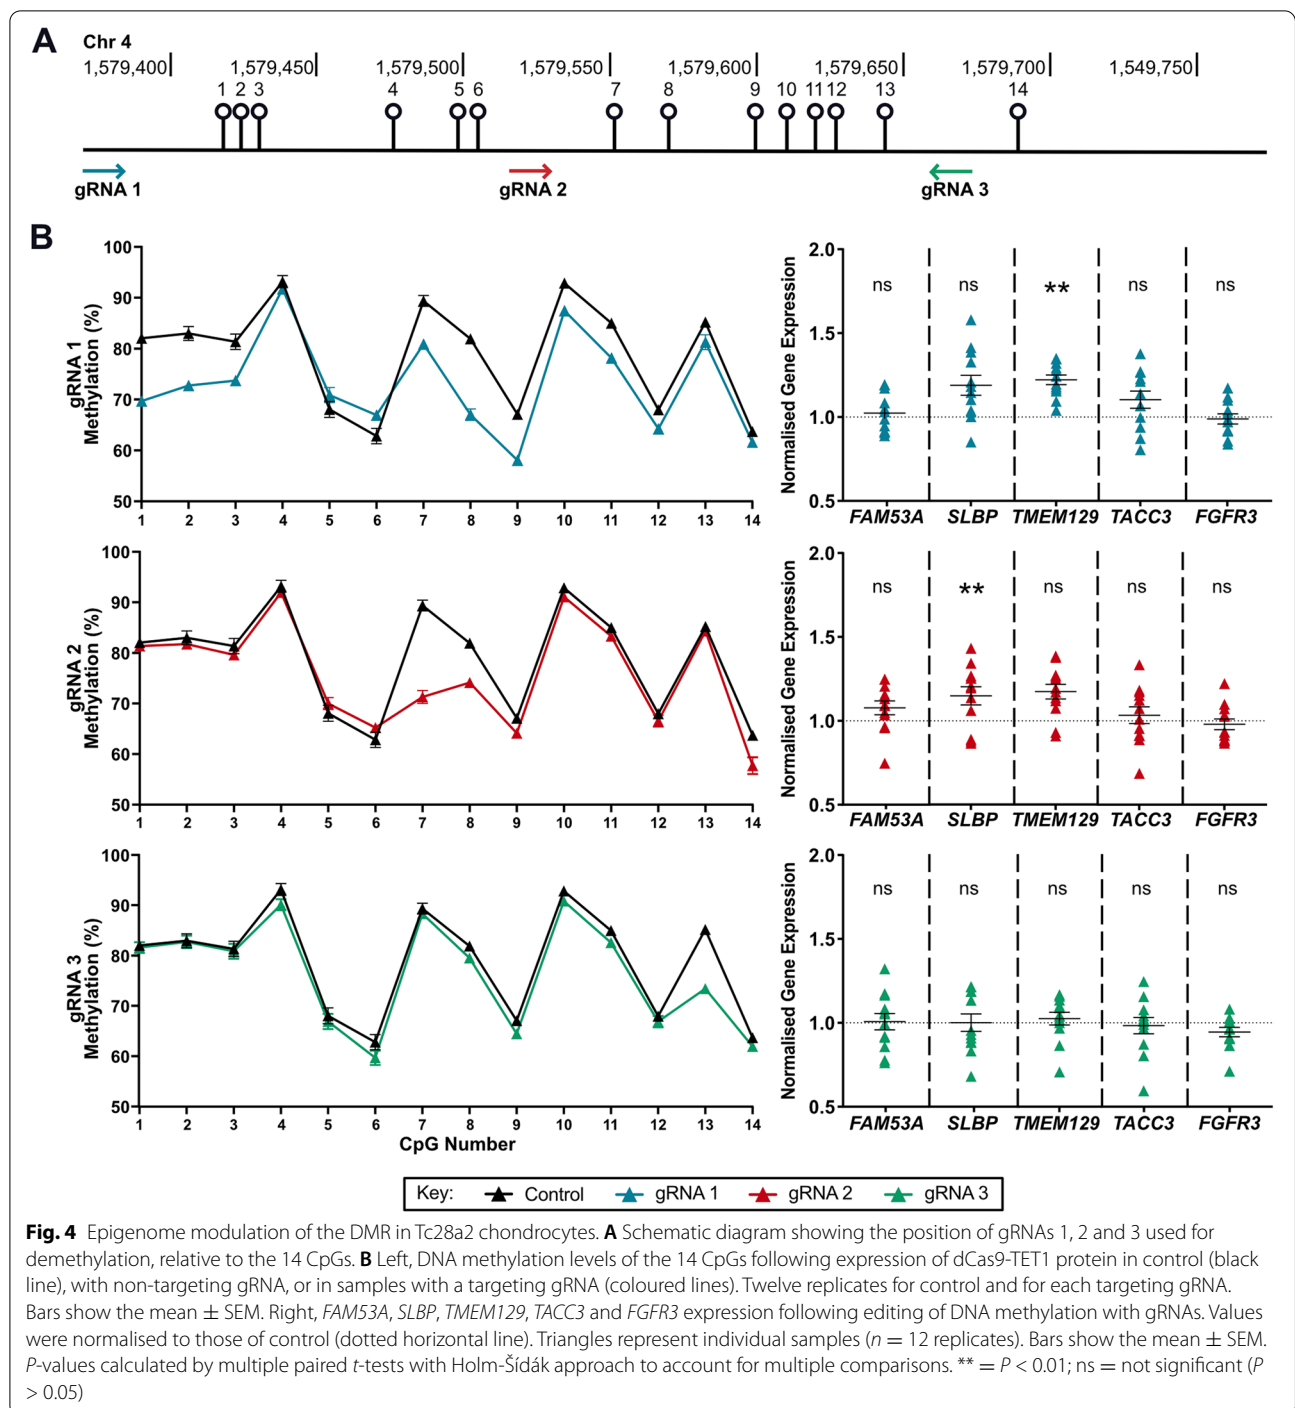 A
Chr 4
1,579,400 1,579,450 1,579,500 1,579,550 1,579,600 1,579,650 1,579,700 1,549,750
1 2 3 4 5 6 7 8 9 10 11 12 13 14
gRNA 1 gRNA 2 gRNA 3
B
gRNA 1
Methylation (%)
100
90
80
70
60
50
1 2 3 4 5 6 7 8 9 10 11 12 13 14
Normalised Gene Expression
2.0
1.5
1.0
0.5
ns ns ** ns ns
FAM53A SLBP TMEM129 TACC3 FGFR3
gRNA 2
Methylation (%)
100
90
80
70
60
50
1 2 3 4 5 6 7 8 9 10 11 12 13 14
Normalised Gene Expression
2.0
1.5
1.0
0.5
ns ** ns ns ns
FAM53A SLBP TMEM129 TACC3 FGFR3
gRNA 3
Methylation (%)
100
90
80
70
60
50
1 2 3 4 5 6 7 8 9 10 11 12 13 14
CpG Number
Normalised Gene Expression
2.0
1.5
1.0
0.5
ns ns ns ns ns
FAM53A SLBP TMEM129 TACC3 FGFR3
Key: Control gRNA 1 gRNA 2 gRNA 3
Fig. 4 Epigenome modulation of the DMR in Tc28a2 chondrocytes. A Schematic diagram showing the position of gRNAs 1, 2 and 3 used for
demethylation, relative to the 14 CpGs. B Left, DNA methylation levels of the 14 CpGs following expression of dCas9-TET1 protein in control (black
line), with non-targeting gRNA, or in samples with a targeting gRNA (coloured lines). Twelve replicates for control and for each targeting gRNA.
Bars show the mean ± SEM. Right, FAM53A, SLBP, TMEM129, TACC3 and FGFR3 expression following editing of DNA methylation with gRNAs. Values
were normalised to those of control (dotted horizontal line). Triangles represent individual samples (n = 12 replicates). Bars show the mean ± SEM.
P-values calculated by multiple paired t-tests with Holm-Šídák approach to account for multiple comparisons. ** = P < 0.01; ns = not significant (P
> 0.05)